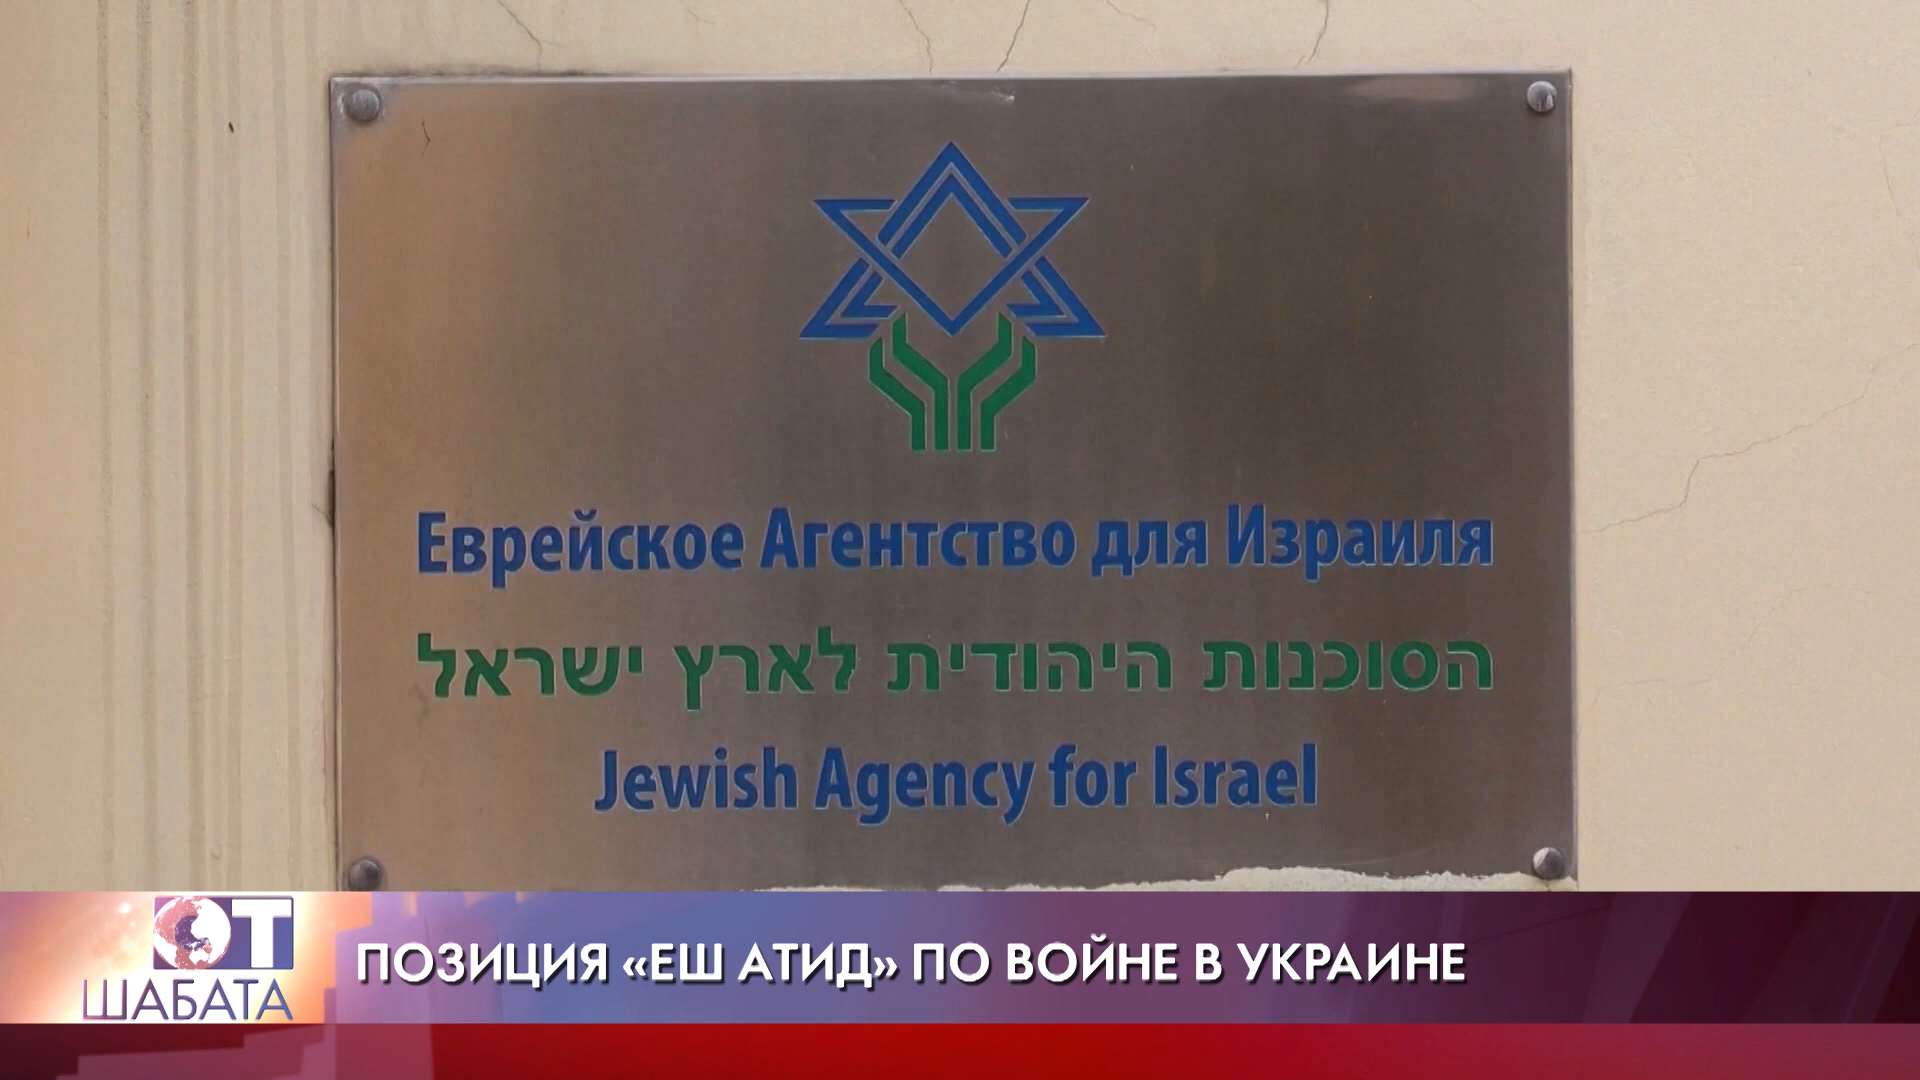 Еврейское Агентство для Израиля
הסוכנות היהודית לארץ ישראל
Jewish Agency for Israel
ОТ
ШАБАТА
ПОЗИЦИЯ «ЕШ АТИД» ПО ВОЙНЕ В УКРАИНЕ